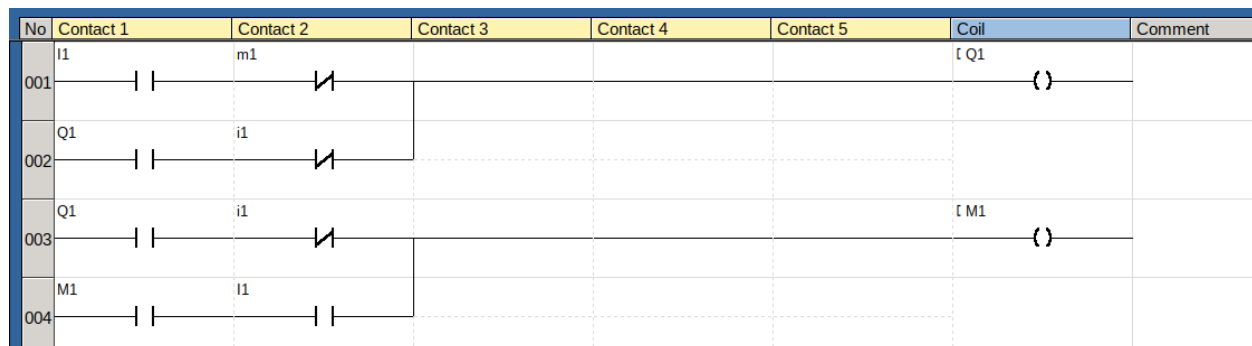 No Contact 1 Contact 2 Contact 3 Contact 4 Contact 5 Coil Comment
I1 m1 [ Q1
001
Q1 i1
002
Q1 i1 [ M1
003
M1 I1
004